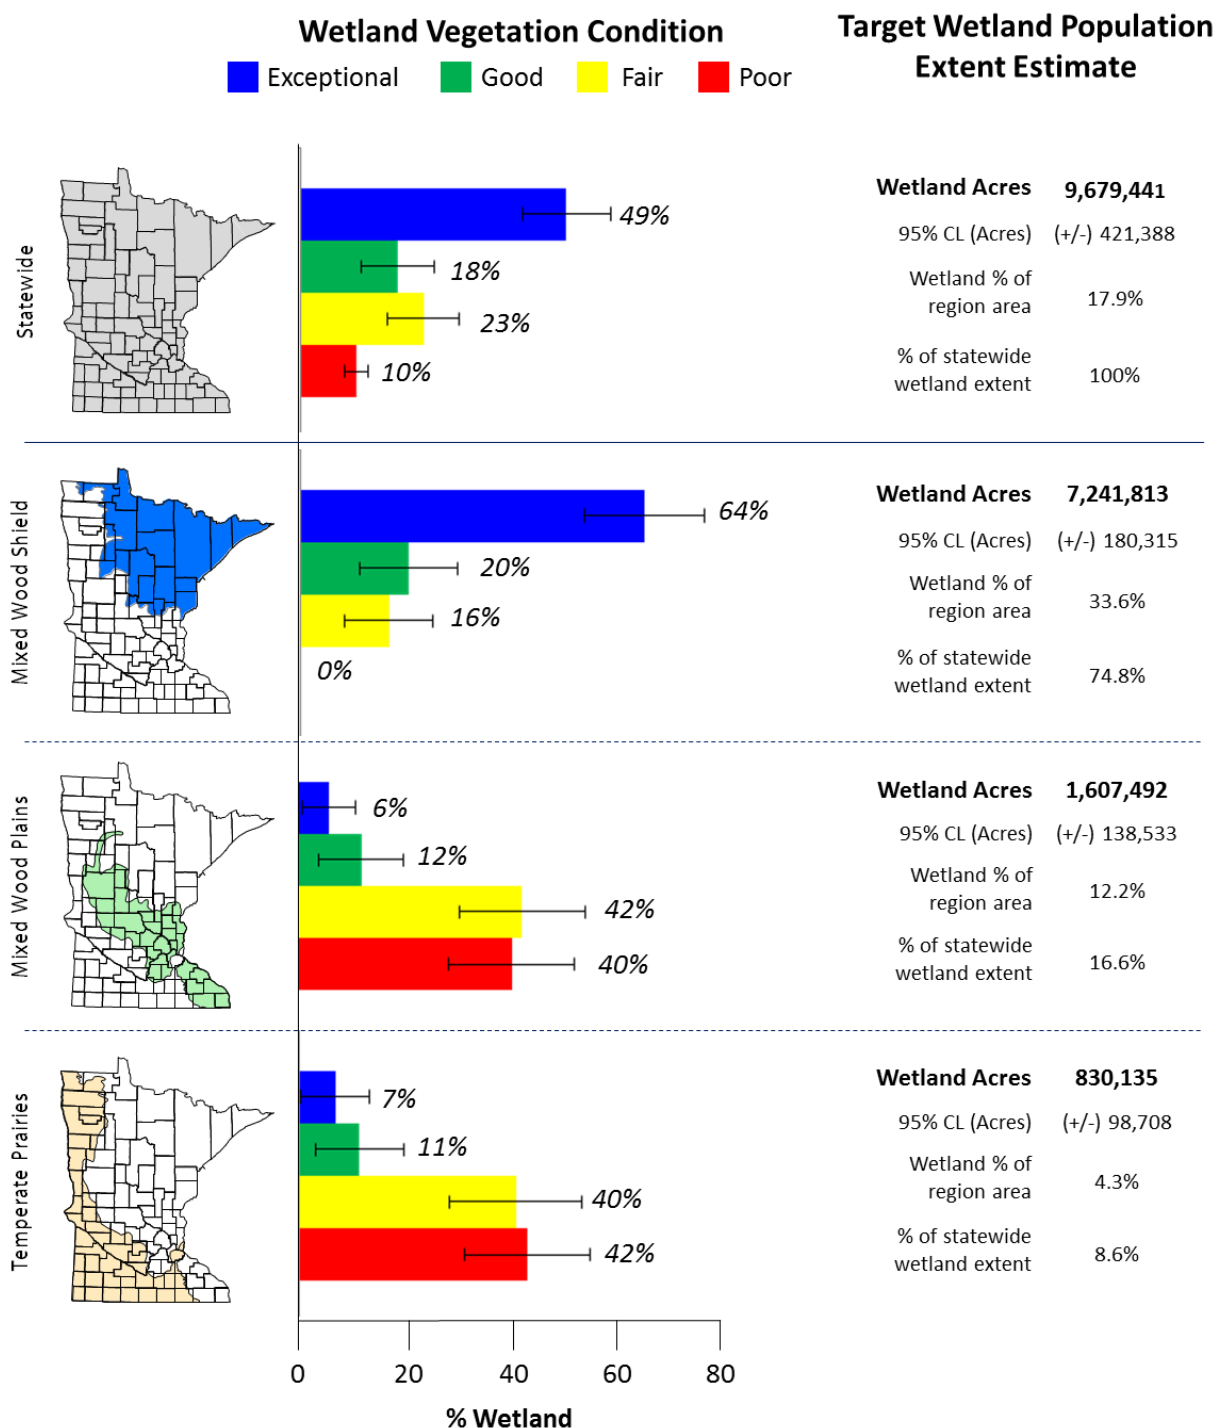 Wetland Vegetation Condition
Exceptional Good Fair Poor
Target Wetland Population
Extent Estimate
Statewide
49%
18%
23%
10%
Wetland Acres 9,679,441
95% CL (Acres) (+/-) 421,388
Wetland % of
region area 17.9%
% of statewide
wetland extent 100%
Mixed Wood Shield
64%
20%
16%
0%
Wetland Acres 7,241,813
95% CL (Acres) (+/-) 180,315
Wetland % of
region area 33.6%
% of statewide
wetland extent 74.8%
Mixed Wood Plains
6%
12%
42%
40%
Wetland Acres 1,607,492
95% CL (Acres) (+/-) 138,533
Wetland % of
region area 12.2%
% of statewide
wetland extent 16.6%
Temperate Prairies
7%
11%
40%
42%
Wetland Acres 830,135
95% CL (Acres) (+/-) 98,708
Wetland % of
region area 4.3%
% of statewide
wetland extent 8.6%
0 20 40 60 80
% Wetland